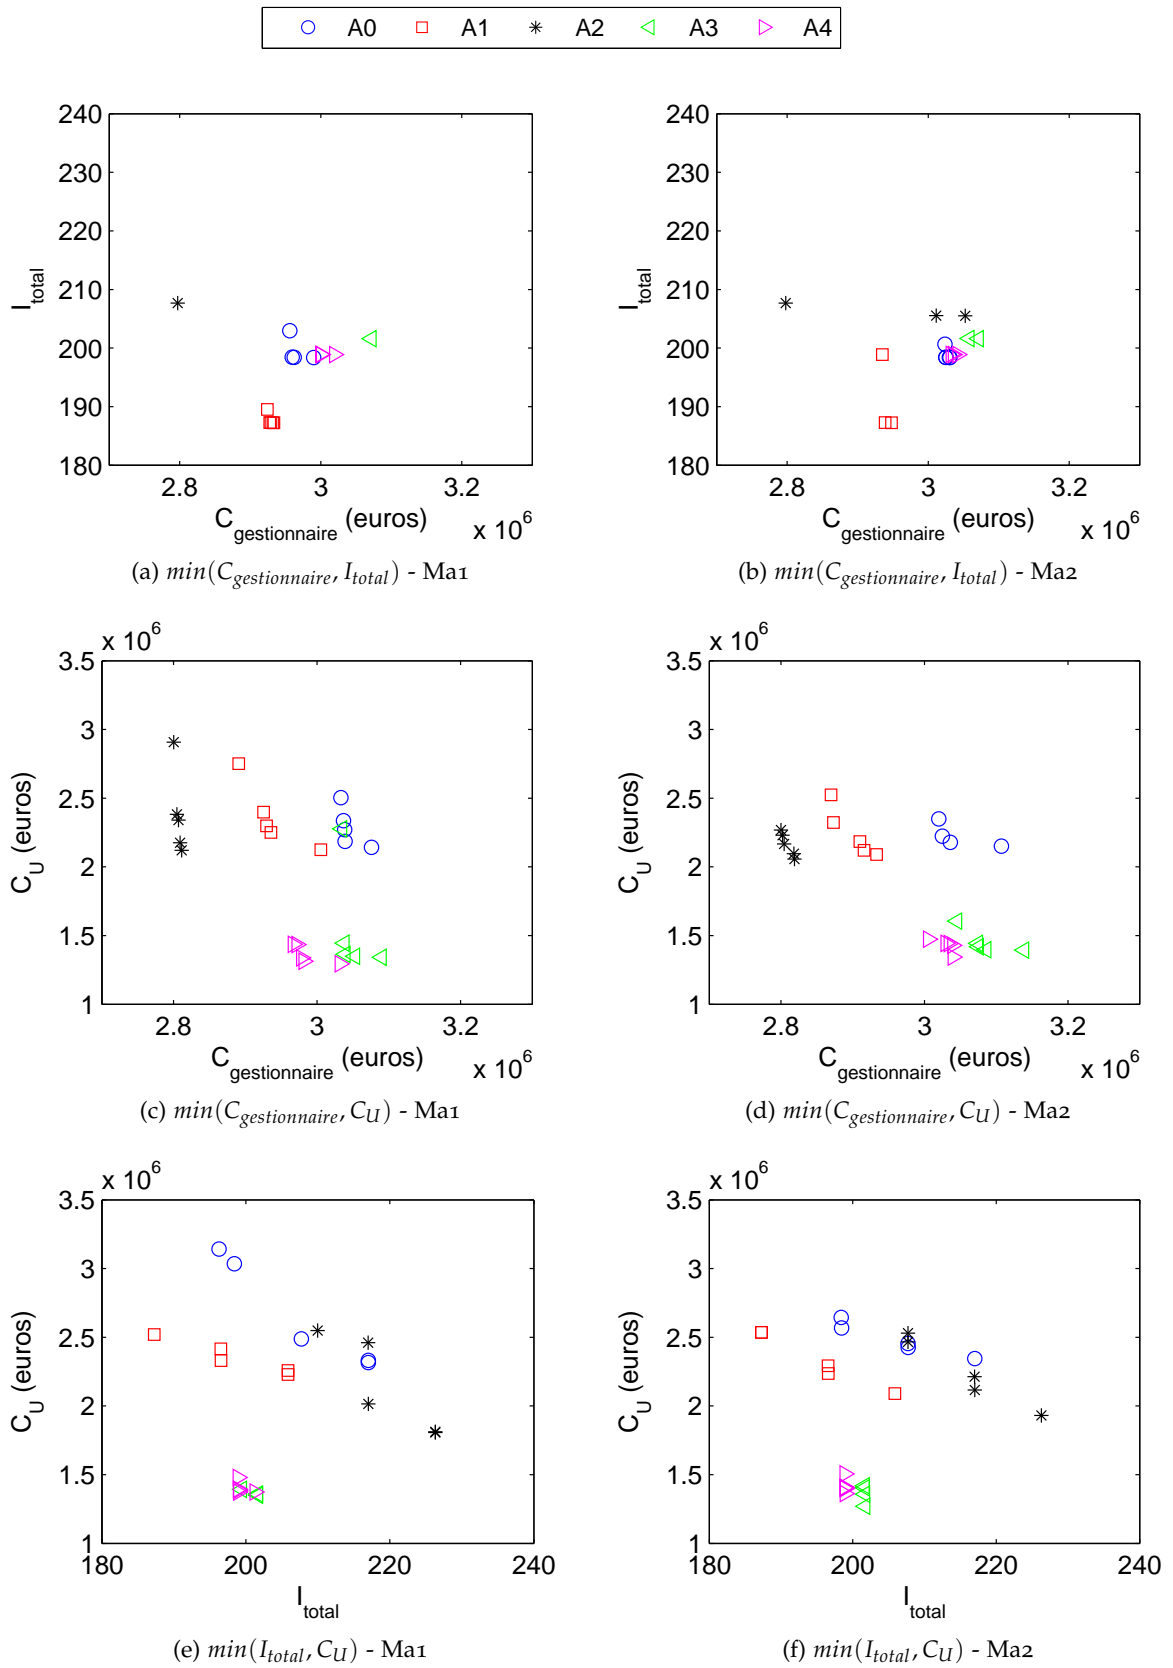 A0 A1 A2 A3 A4
240 240
230 230
220 220
210 210
200 200
190 190
180 180
I_total I_total
2.8 3 3.2 2.8 3 3.2
C_gestionnaire (euros) x 10^6 C_gestionnaire (euros) x 10^6
(a) min(C_gestionnaire, I_total) - Ma1 (b) min(C_gestionnaire, I_total) - Ma2
x 10^6 x 10^6
3.5 3.5
3 3
2.5 2.5
2 2
1.5 1.5
1 1
C_U (euros) C_U (euros)
2.8 3 3.2 2.8 3 3.2
C_gestionnaire (euros) x 10^6 C_gestionnaire (euros) x 10^6
(c) min(C_gestionnaire, C_U) - Ma1 (d) min(C_gestionnaire, C_U) - Ma2
x 10^6 x 10^6
3.5 3.5
3 3
2.5 2.5
2 2
1.5 1.5
1 1
C_U (euros) C_U (euros)
180 200 220 240 180 200 220 240
I_total I_total
(e) min(I_total, C_U) - Ma1 (f) min(I_total, C_U) - Ma2